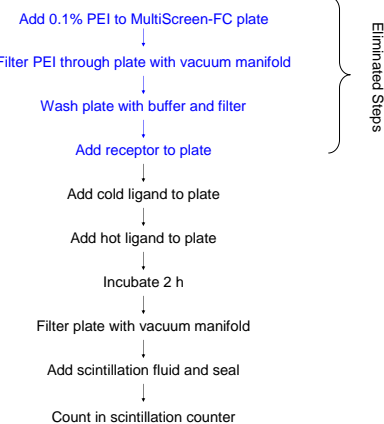 Add 0.1% PEI to MultiScreen-FC plate
Filter PEI through plate with vacuum manifold
Wash plate with buffer and filter
Add receptor to plate
Eliminated Steps
Add cold ligand to plate
Add hot ligand to plate
Incubate 2 h
Filter plate with vacuum manifold
Add scintillation fluid and seal
Count in scintillation counter